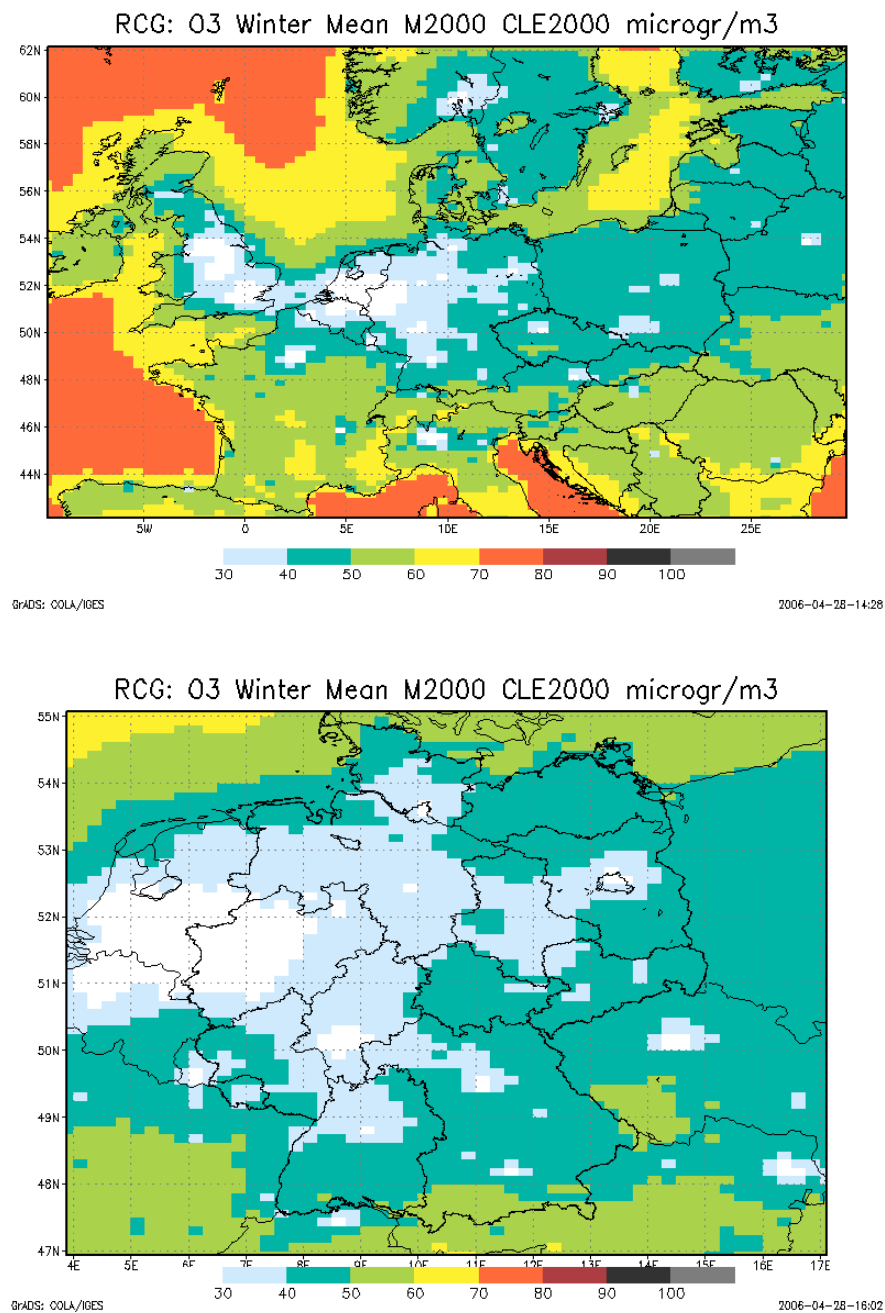 RCG: O3 Winter Mean M2000 CLE2000 microgr/m3
62N
60N
58N
56N
54N
52N
50N
48N
46N
44N
5W 0 5E 10E 15E 20E 25E
30 40 50 60 70 80 90 100
GrADS: COLA/IGES 2006-04-28-14:28
RCG: O3 Winter Mean M2000 CLE2000 microgr/m3
55N
54N
53N
52N
51N
50N
49N
48N
47N
4E 5E 6E 7E 8E 9E 10E 11E 12E 13E 14E 15E 16E 17E
30 40 50 60 70 80 90 100
GrADS: COLA/IGES 2006-04-28-16:02